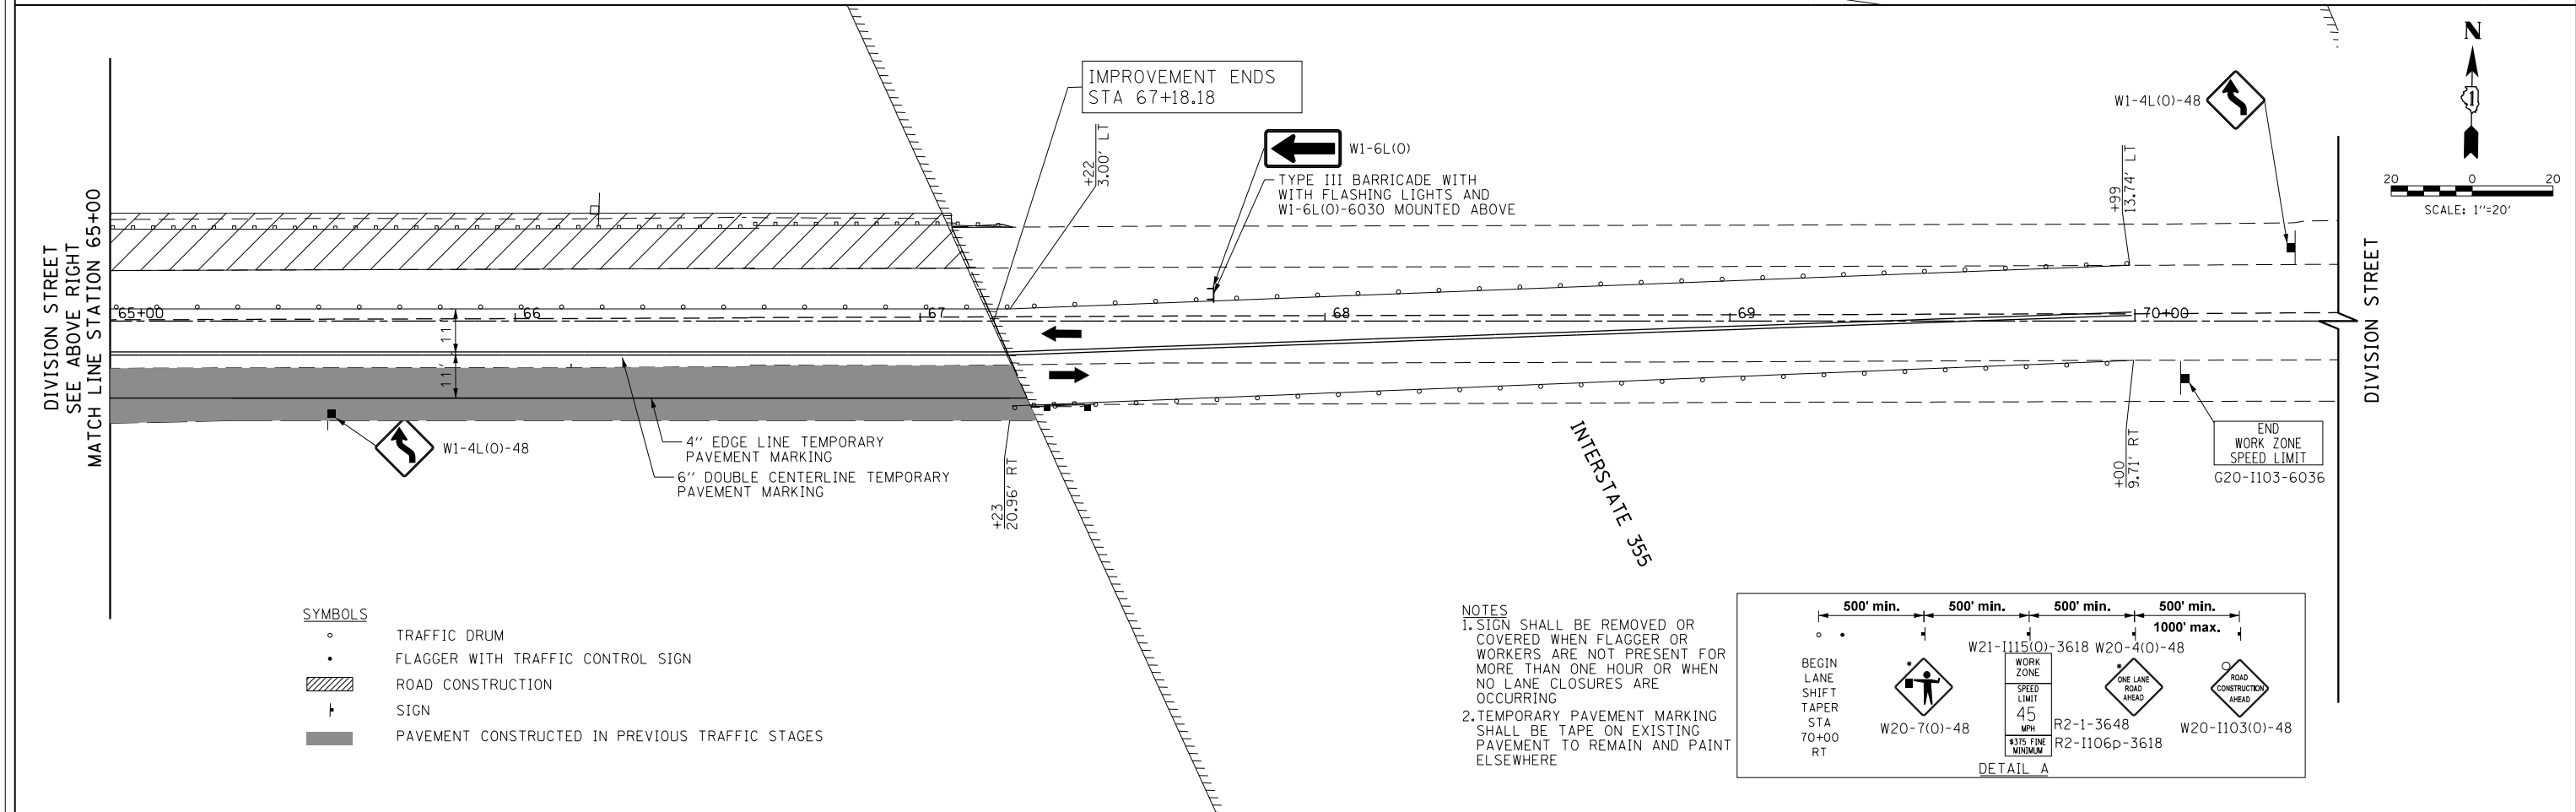 DIVISION STREET
SEE ABOVE RIGHT
MATCH LINE STATION 65+00
IMPROVEMENT ENDS
STA 67+18.18
+22
3.00' LT
W1-6L(O)
TYPE III BARRICADE WITH
WITH FLASHING LIGHTS AND
W1-6L(O)-6030 MOUNTED ABOVE
W1-4L(O)-48
+99
13.74' LT
N
1
20 0 20
SCALE: 1''=20'
65+00
66
67
68
69
70+00
11'
11'
W1-4L(O)-48
4'' EDGE LINE TEMPORARY
PAVEMENT MARKING
6'' DOUBLE CENTERLINE TEMPORARY
PAVEMENT MARKING
+23
20.96' RT
INTERSTATE 355
+00
9.71' RT
END
WORK ZONE
SPEED LIMIT
G20-I103-6036
DIVISION STREET
SYMBOLS
TRAFFIC DRUM
FLAGGER WITH TRAFFIC CONTROL SIGN
ROAD CONSTRUCTION
SIGN
PAVEMENT CONSTRUCTED IN PREVIOUS TRAFFIC STAGES
NOTES
1. SIGN SHALL BE REMOVED OR
COVERED WHEN FLAGGER OR
WORKERS ARE NOT PRESENT FOR
MORE THAN ONE HOUR OR WHEN
NO LANE CLOSURES ARE
OCCURRING
2. TEMPORARY PAVEMENT MARKING
SHALL BE TAPE ON EXISTING
PAVEMENT TO REMAIN AND PAINT
ELSEWHERE
500' min. 500' min. 500' min. 500' min.
1000' max.
W21-I115(O)-3618 W20-4(O)-48
BEGIN
LANE
SHIFT
TAPER
STA
70+00
RT
W20-7(O)-48
WORK
ZONE
SPEED
LIMIT
45
MPH
$375 FINE
MINIMUM
R2-1-3648
R2-I106p-3618
ONE LANE
ROAD
AHEAD
ROAD
CONSTRUCTION
AHEAD
W20-I103(O)-48
DETAIL A